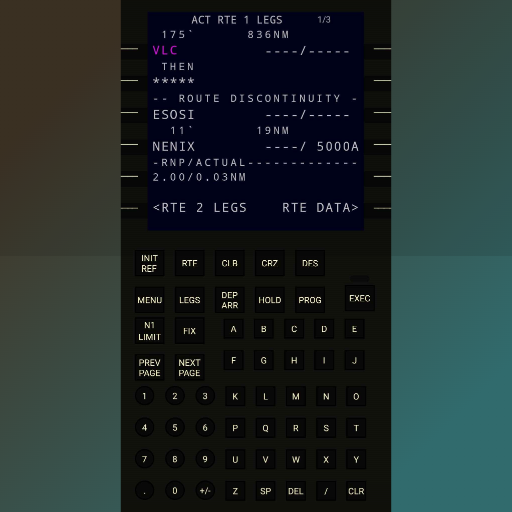 ACT RTE 1 LEGS 1/3
175` 836NM
VLC ----/-----
THEN
*****
-- ROUTE DISCONTINUITY -
ESOSI ----/-----
11` 19NM
NENIX ----/ 5000A
-RNP/ACTUAL-------------
2.00/0.03NM
<RTE 2 LEGS RTE DATA>
INIT REF RTE CLB CRZ DES
MENU LEGS DEP ARR HOLD PROG EXEC
N1 LIMIT FIX A B C D E
PREV PAGE NEXT PAGE F G H I J
1 2 3 K L M N O
4 5 6 P Q R S T
7 8 9 U V W X Y
. 0 +/- Z SP DEL / CLR